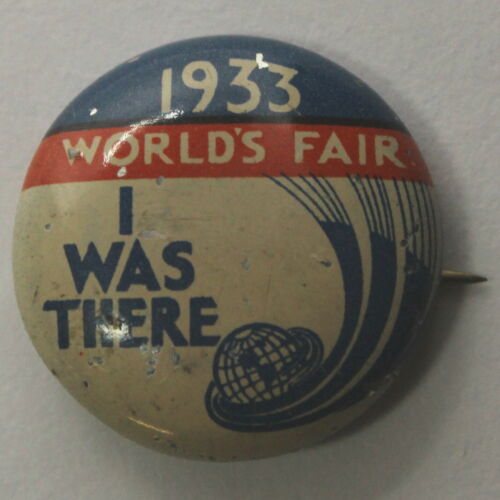 1933
WORLD'S FAIR
I
WAS
THERE